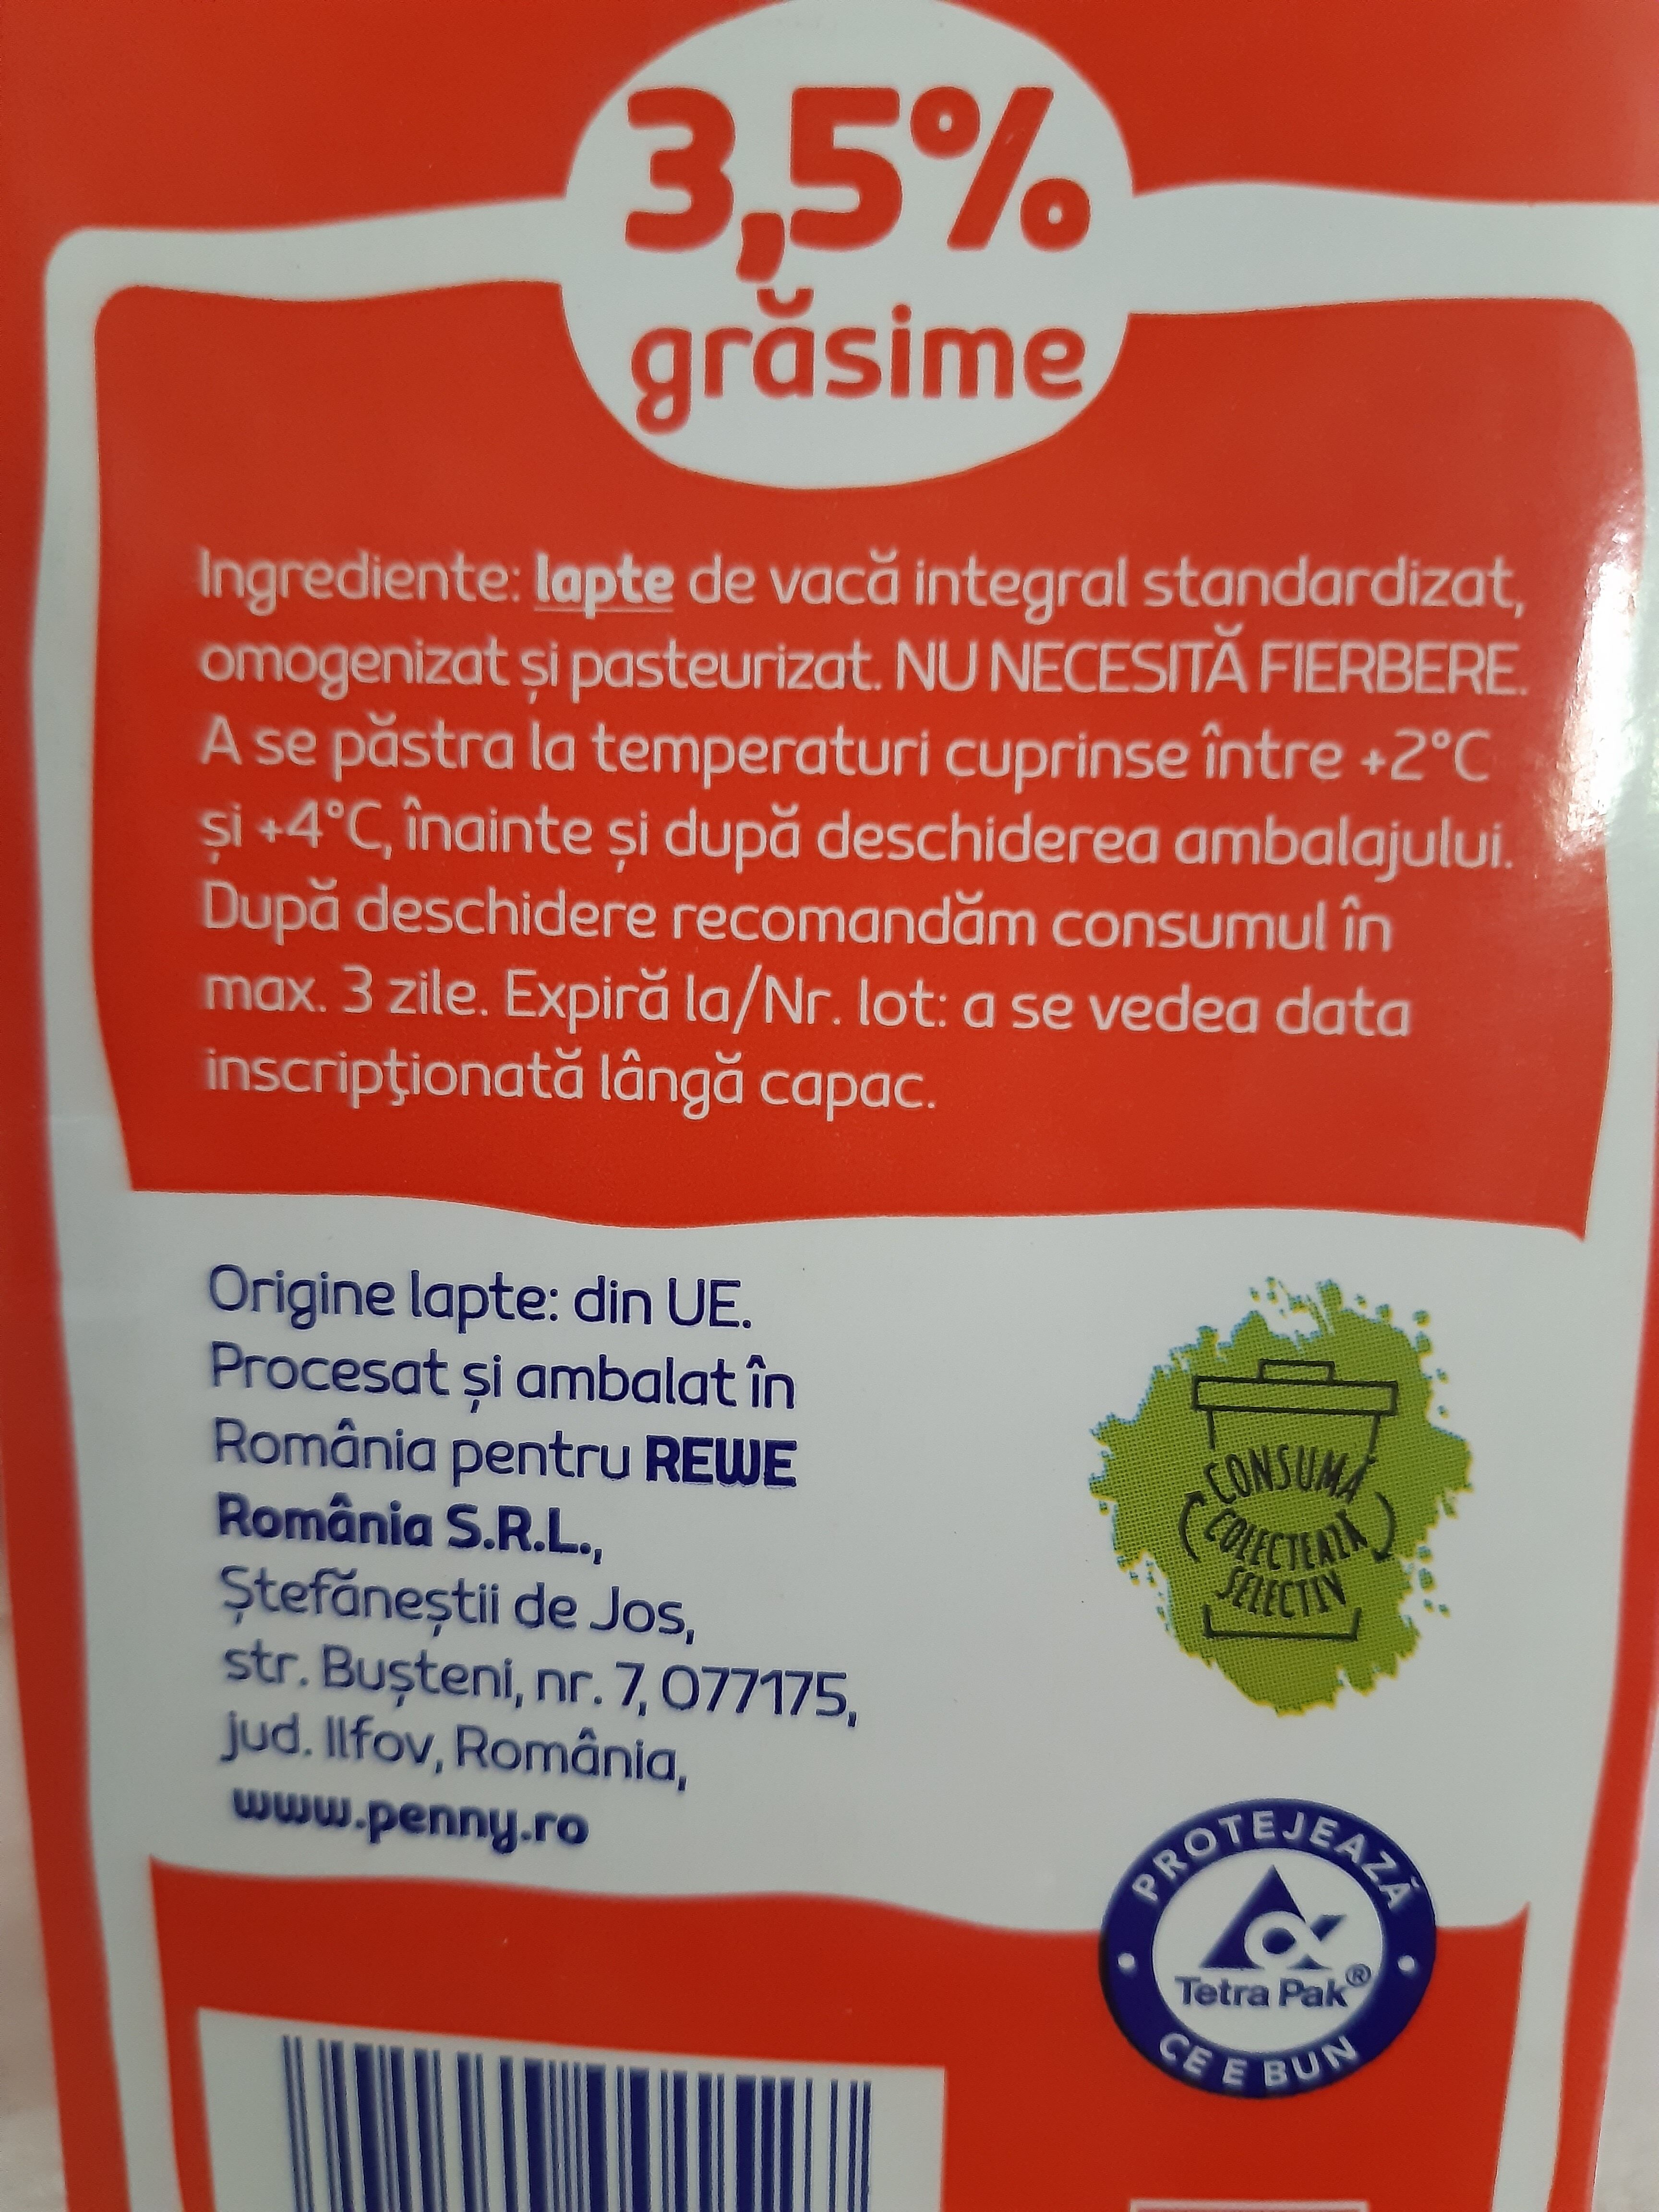 3,5%
grăsime
Ingrediente: lapte de vacă integral standardizat,
omogenizat și pasteurizat. NU NECESITĂ FIERBERE.
A se păstra la temperaturi cuprinse între +2°C
și +4°C, înainte și după deschiderea ambalajului.
După deschidere recomandăm consumul în
max. 3 zile. Expiră la/Nr. lot: a se vedea data
inscripţionată lângă capac.
Origine lapte: din UE.
Procesat și ambalat în
România pentru REWE
România S.R.L.,
Ștefăneștii de Jos,
str. Bușteni, nr. 7, 077175,
jud. Ilfov, România,
www.penny.ro
CONSUMĂ
COLECTEAZĂ
SELECTIV
PROTEJEAZĂ
Tetra Pak®
CE E BUN